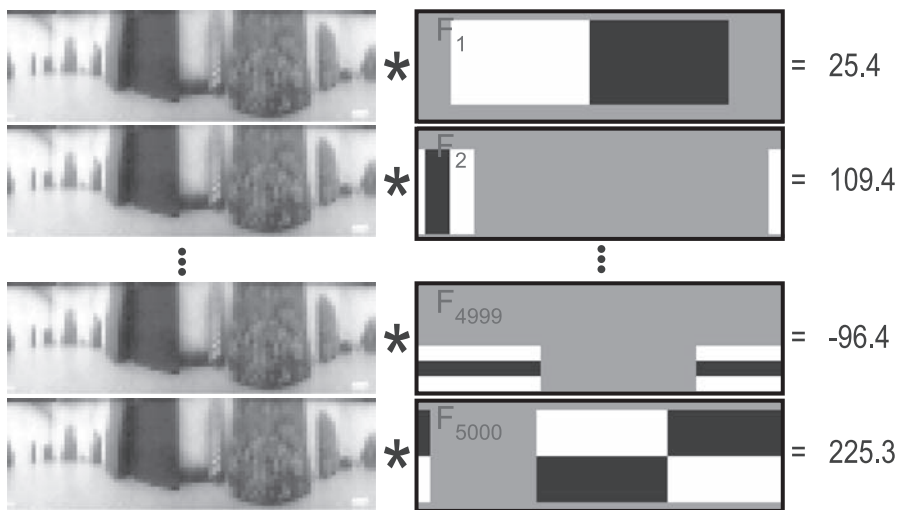 * F1 = 25.4
* F2 = 109.4
* F4999 = -96.4
* F5000 = 225.3